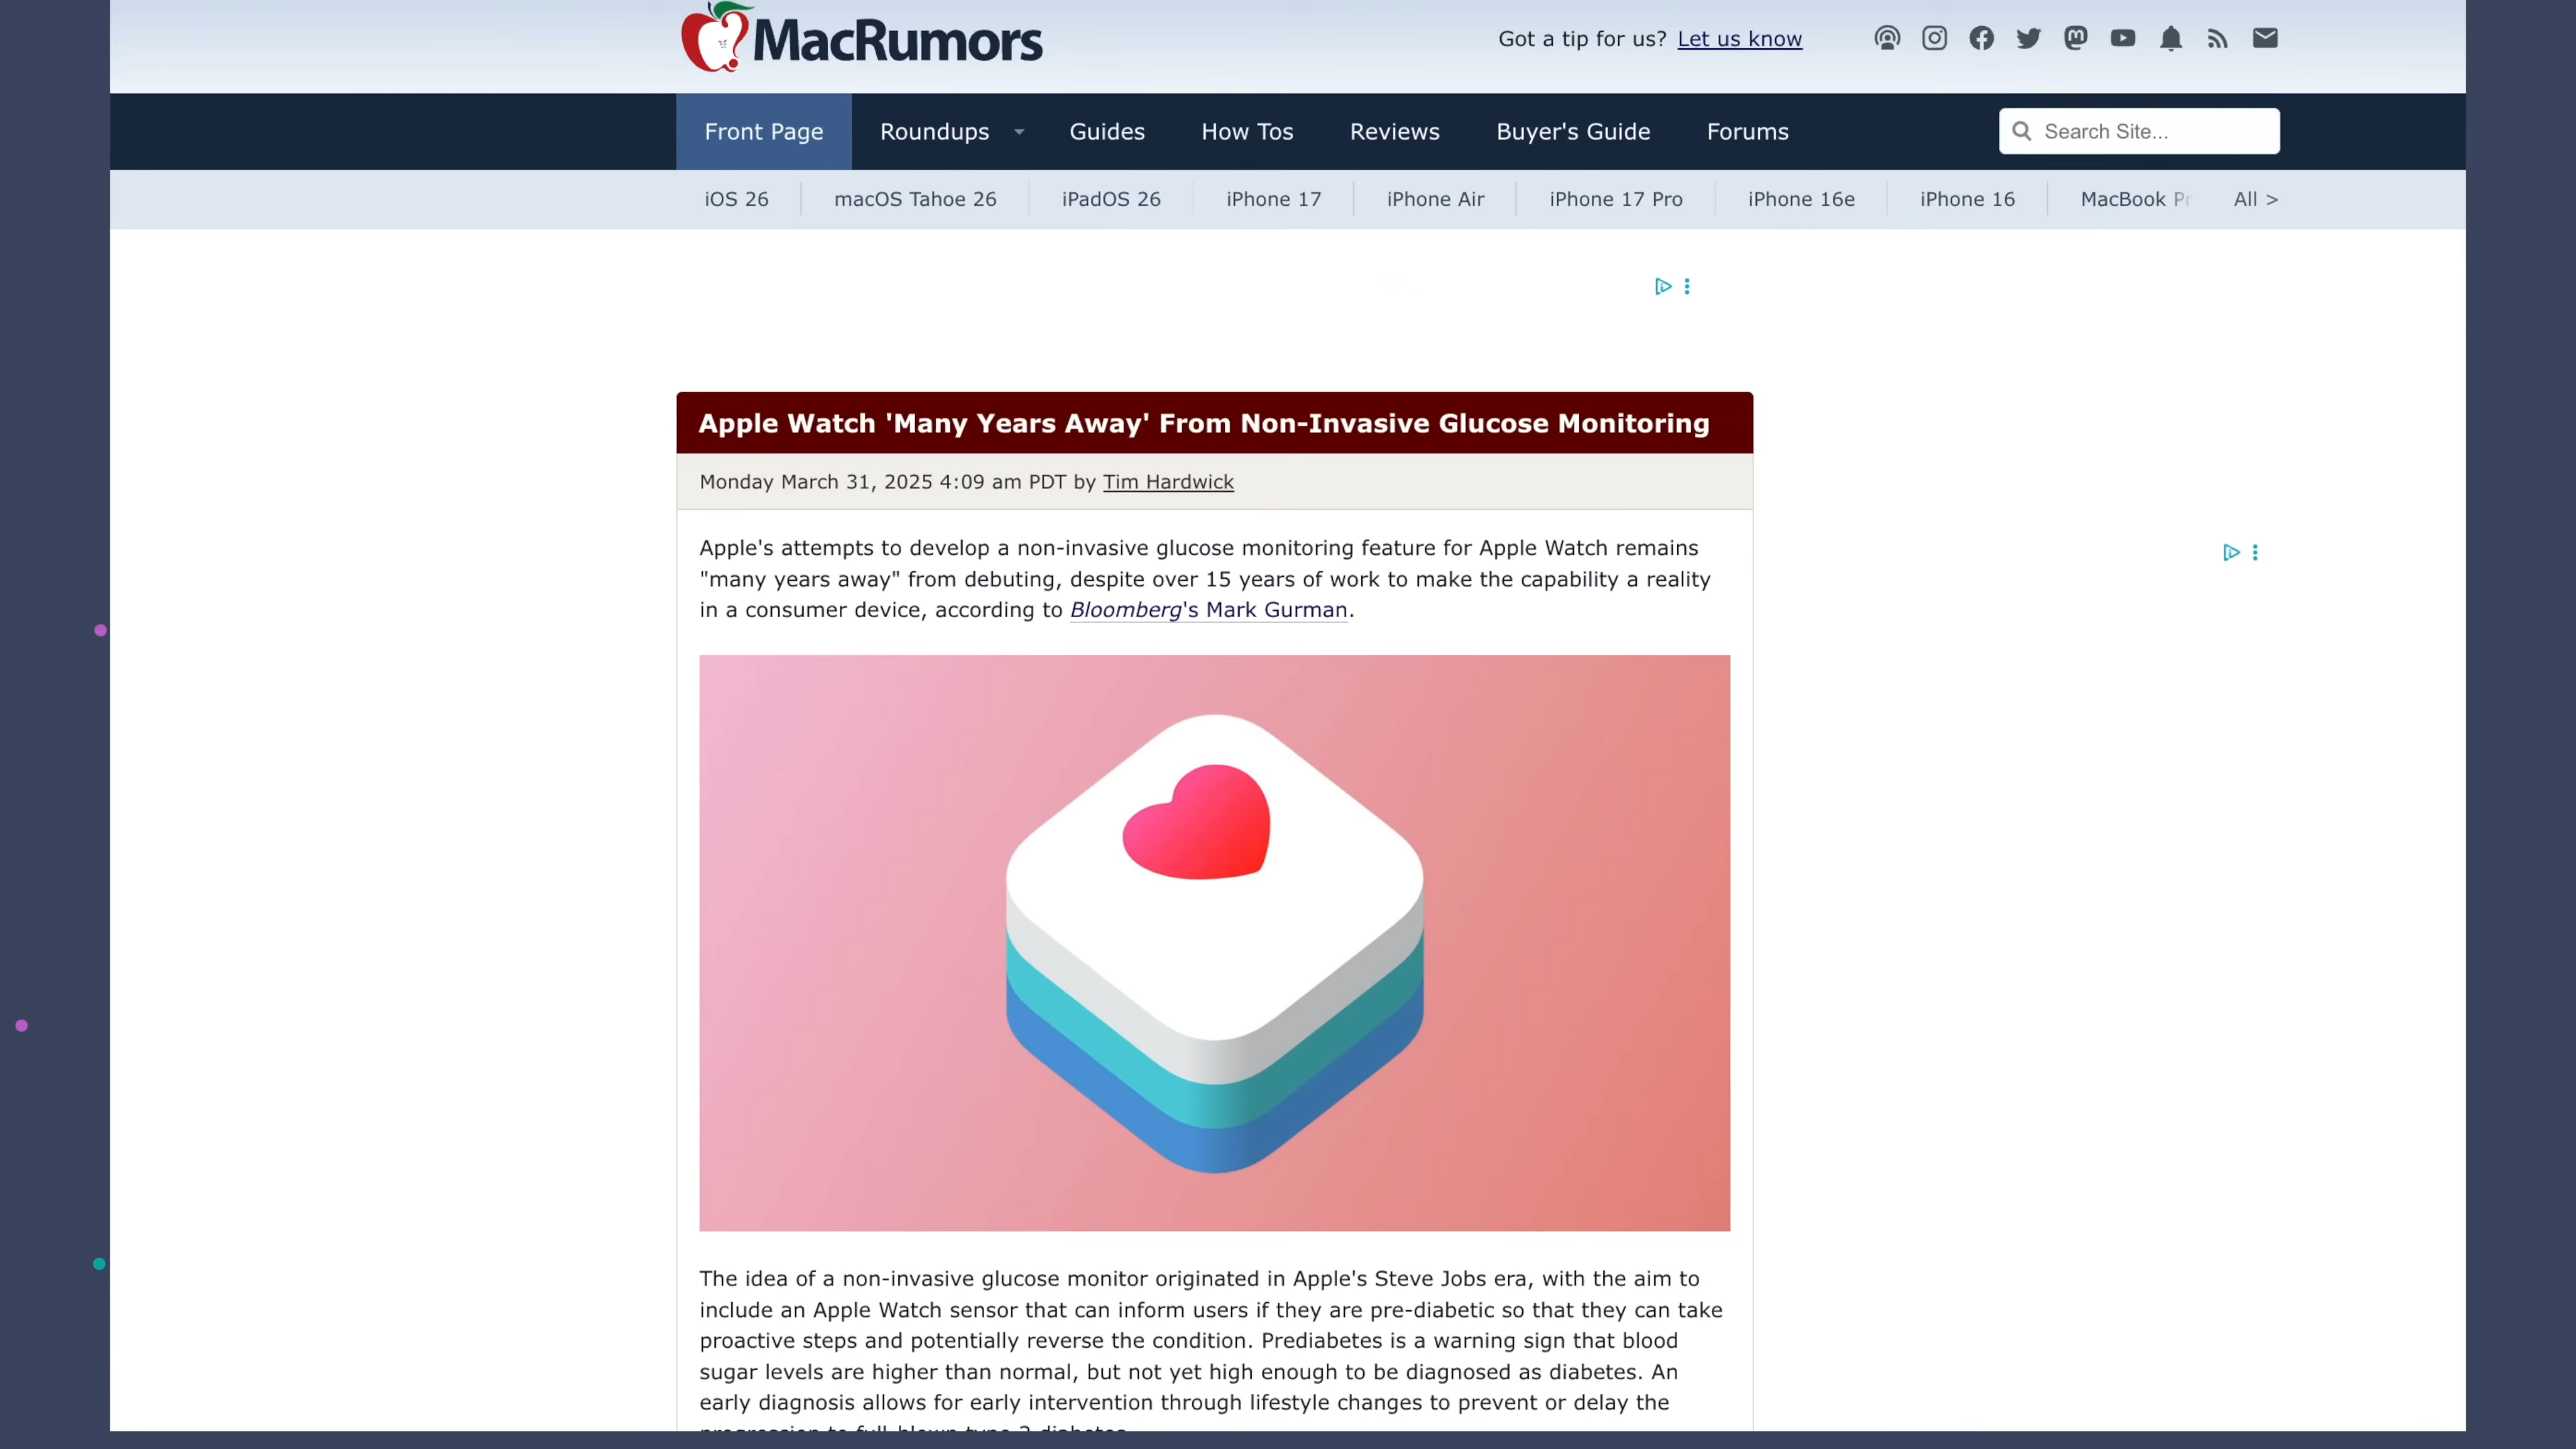 MacRumors
Got a tip for us? Let us know
Front Page Roundups Guides How Tos Reviews Buyer's Guide Forums Search Site...
iOS 26 macOS Tahoe 26 iPadOS 26 iPhone 17 iPhone Air iPhone 17 Pro iPhone 16e iPhone 16 MacBook Pr All >
Apple Watch 'Many Years Away' From Non-Invasive Glucose Monitoring
Monday March 31, 2025 4:09 am PDT by Tim Hardwick
Apple's attempts to develop a non-invasive glucose monitoring feature for Apple Watch remains
"many years away" from debuting, despite over 15 years of work to make the capability a reality
in a consumer device, according to Bloomberg's Mark Gurman.
The idea of a non-invasive glucose monitor originated in Apple's Steve Jobs era, with the aim to
include an Apple Watch sensor that can inform users if they are pre-diabetic so that they can take
proactive steps and potentially reverse the condition. Prediabetes is a warning sign that blood
sugar levels are higher than normal, but not yet high enough to be diagnosed as diabetes. An
early diagnosis allows for early intervention through lifestyle changes to prevent or delay the
progression to full-blown type 2 diabetes.